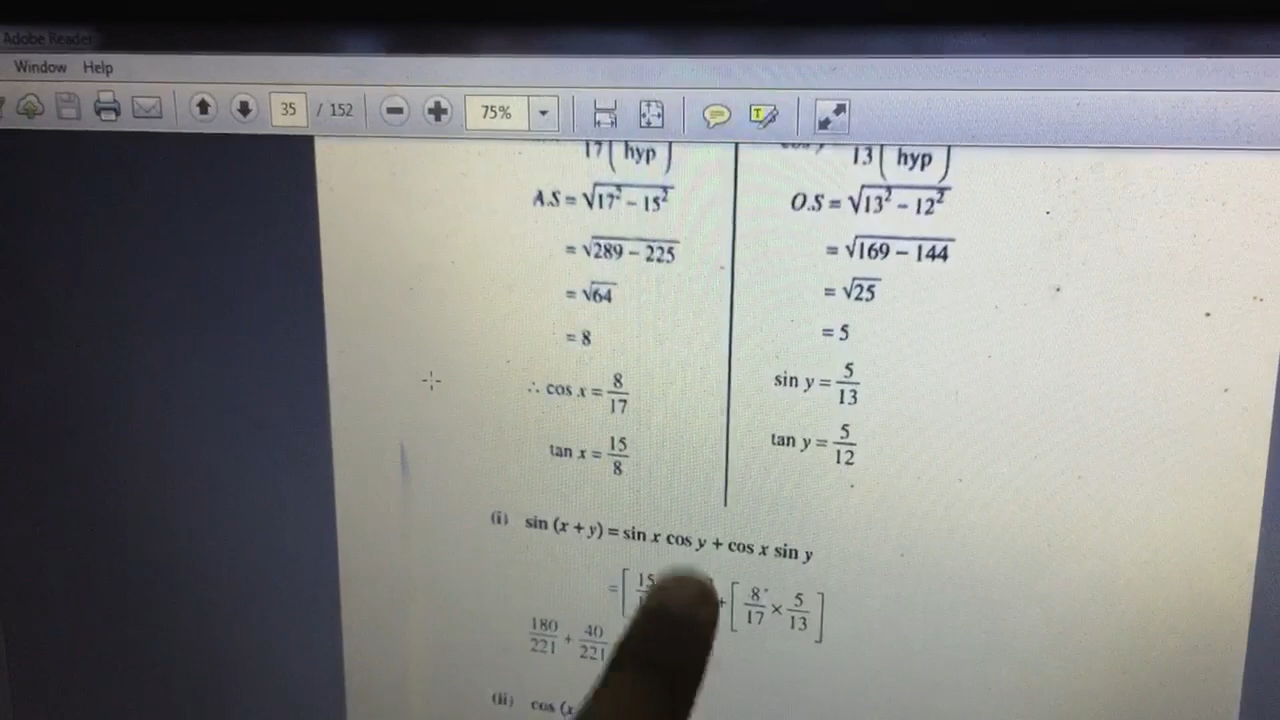 Adobe Reader
Window Help
35 / 152 75%
17 ( hyp )
A.S = √17² − 15²
= √289 − 225
= √64
= 8
∴ cos x = 8/17
tan x = 15/8
13 ( hyp )
O.S = √13² − 12²
= √169 − 144
= √25
= 5
sin y = 5/13
tan y = 5/12
(i) sin (x + y) = sin x cos y + cos x sin y
= [ 15 + [ 8/17 × 5/13 ]
180/221 + 40/221
(ii) cos (x